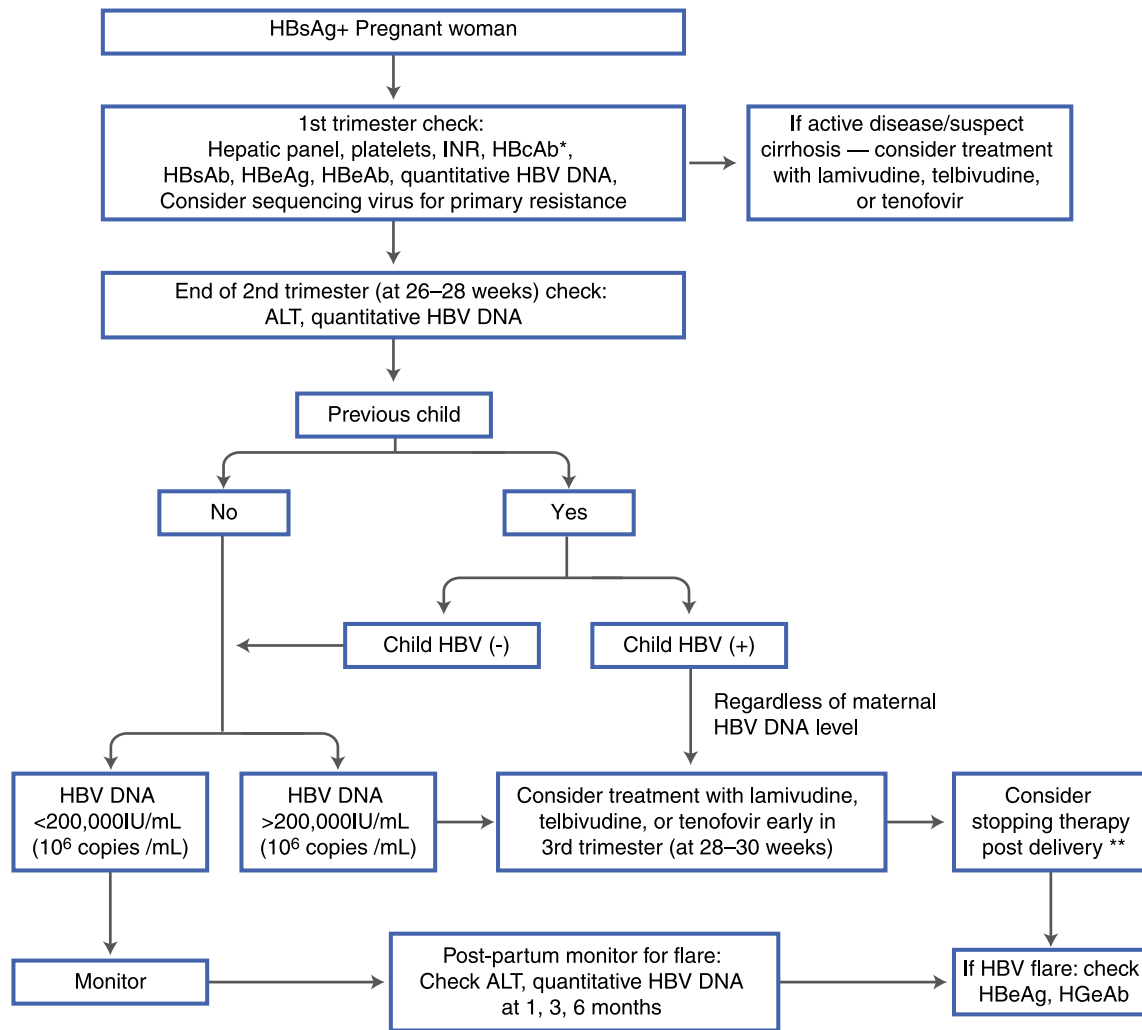 HBsAg+ Pregnant woman
1st trimester check:
Hepatic panel, platelets, INR, HBcAb*,
HBsAb, HBeAg, HBeAb, quantitative HBV DNA,
Consider sequencing virus for primary resistance
If active disease/suspect
cirrhosis — consider treatment
with lamivudine, telbivudine,
or tenofovir
End of 2nd trimester (at 26–28 weeks) check:
ALT, quantitative HBV DNA
Previous child
No
Yes
Child HBV (-)
Child HBV (+)
Regardless of maternal
HBV DNA level
HBV DNA
<200,000IU/mL
(10⁶ copies /mL)
HBV DNA
>200,000IU/mL
(10⁶ copies /mL)
Consider treatment with lamivudine,
telbivudine, or tenofovir early in
3rd trimester (at 28–30 weeks)
Consider
stopping therapy
post delivery **
Monitor
Post-partum monitor for flare:
Check ALT, quantitative HBV DNA
at 1, 3, 6 months
If HBV flare: check
HBeAg, HGeAb